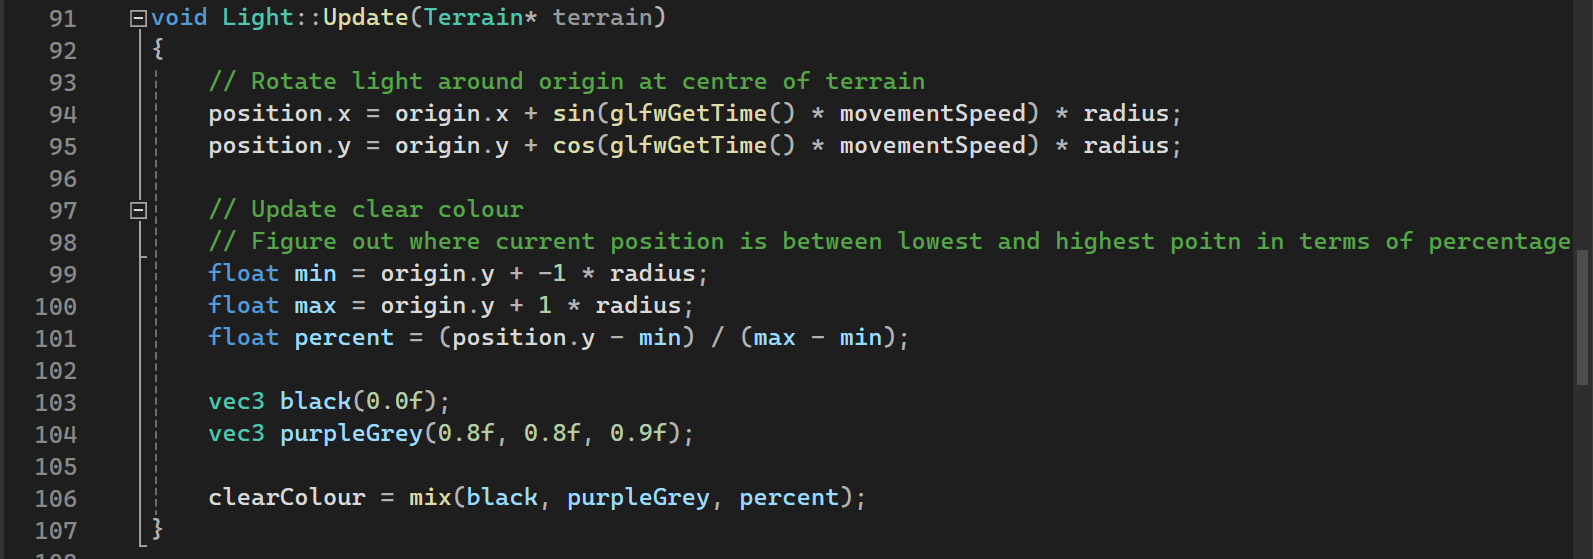 91 void Light::Update(Terrain* terrain)
92 {
93 // Rotate light around origin at centre of terrain
94 position.x = origin.x + sin(glfwGetTime() * movementSpeed) * radius;
95 position.y = origin.y + cos(glfwGetTime() * movementSpeed) * radius;
96
97 // Update clear colour
98 // Figure out where current position is between lowest and highest poitn in terms of percentage
99 float min = origin.y + -1 * radius;
100 float max = origin.y + 1 * radius;
101 float percent = (position.y - min) / (max - min);
102
103 vec3 black(0.0f);
104 vec3 purpleGrey(0.8f, 0.8f, 0.9f);
105
106 clearColour = mix(black, purpleGrey, percent);
107 }